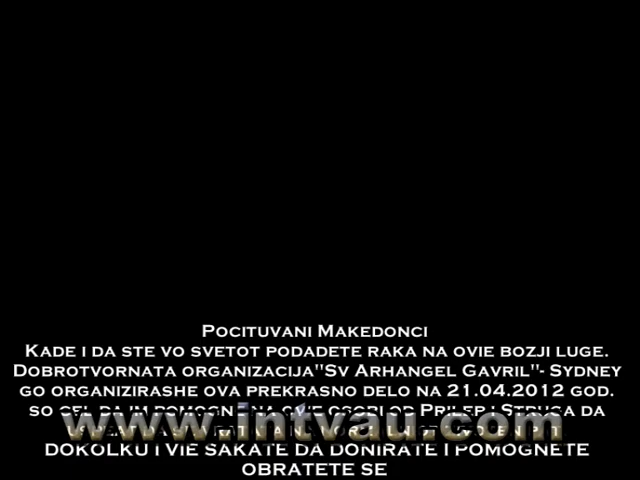 Pocituvani Makedonci
Kade i da ste vo svetot podadete raka na ovie bozji luge.
Dobrotvornata organizacija"Sv Arhangel Gavril"- Sydney
go organizirashe ova prekrasno delo na 21.04.2012 god.
so cel da im pomogne na ovie osobi od Prilep i Struga da
www.intvau.com
dokolku i vie sakate da donirate i pomognete
obratete se